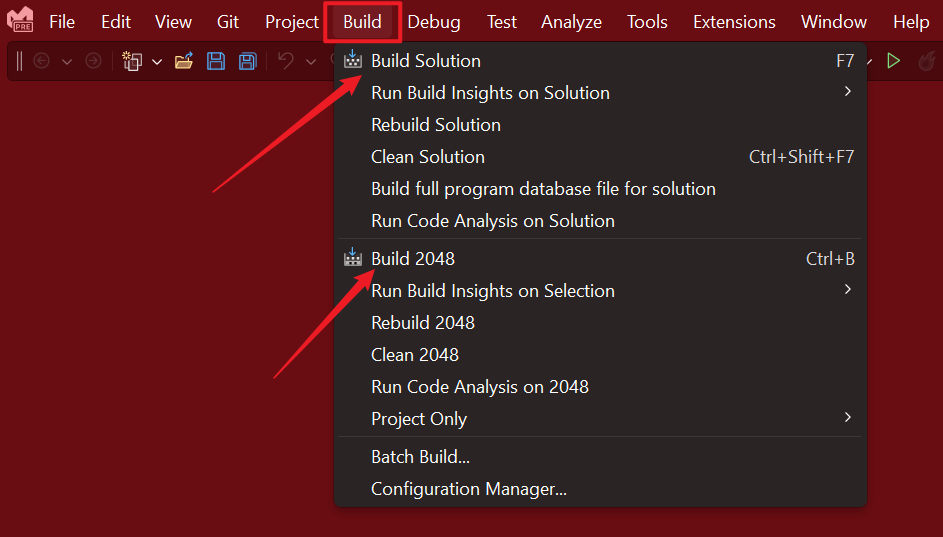 PRE File Edit View Git Project Build Debug Test Analyze Tools Extensions Window Help
Build Solution F7
Run Build Insights on Solution
Rebuild Solution
Clean Solution Ctrl+Shift+F7
Build full program database file for solution
Run Code Analysis on Solution
Build 2048 Ctrl+B
Run Build Insights on Selection
Rebuild 2048
Clean 2048
Run Code Analysis on 2048
Project Only
Batch Build...
Configuration Manager...